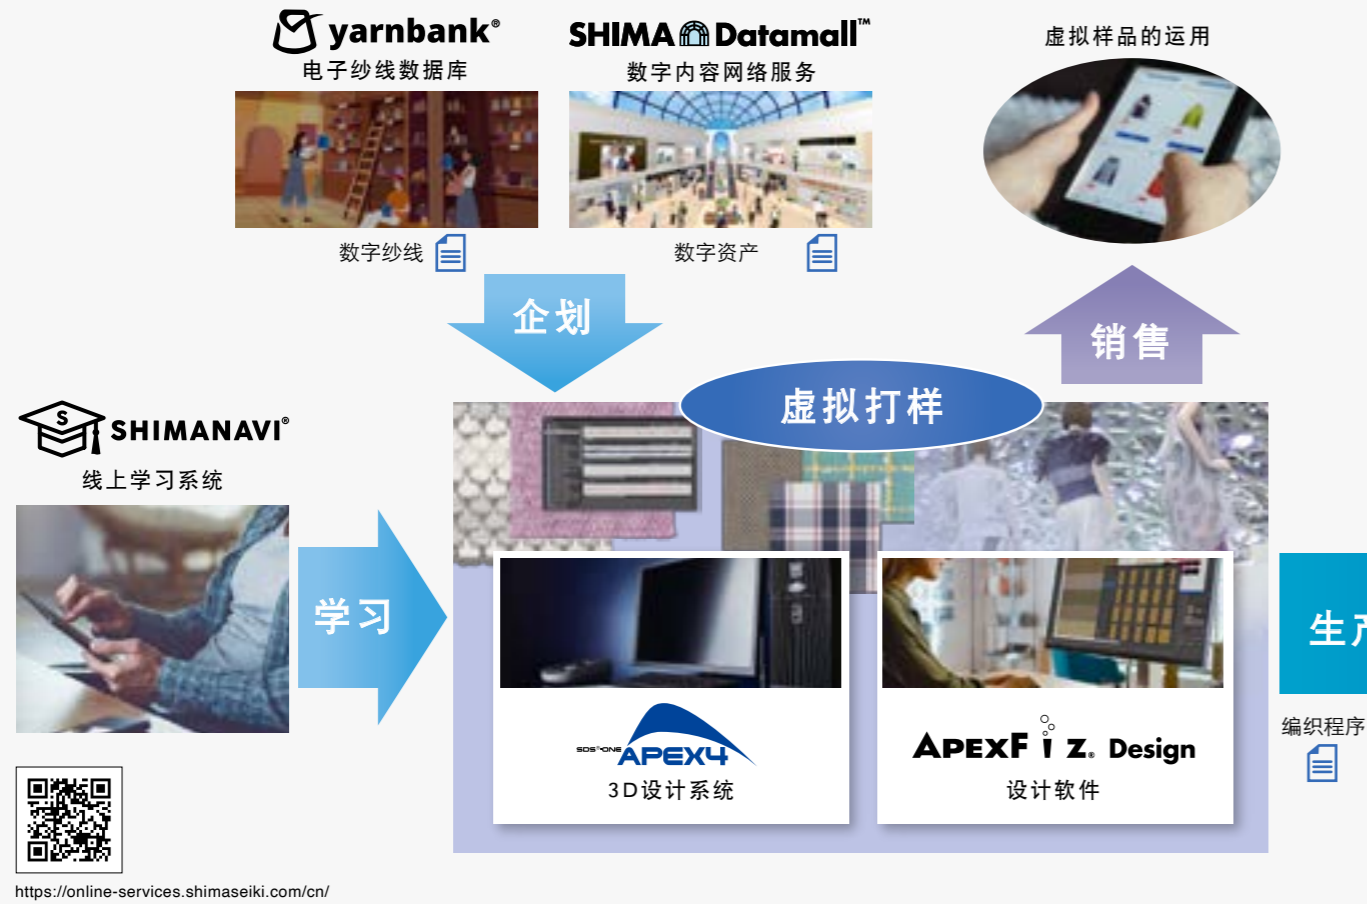 yarnbank®
电子纱线数据库
数字纱线
SHIMA Datamall™
数字内容网络服务
数字资产
虚拟样品的运用
企划
销售
虚拟打样
S
SHIMANAVI®
线上学习系统
学习
SDS®-ONE
APEX4
3D设计系统
APEXFiz® Design
设计软件
生产
编织程序
https://online-services.shimaseiki.com/cn/